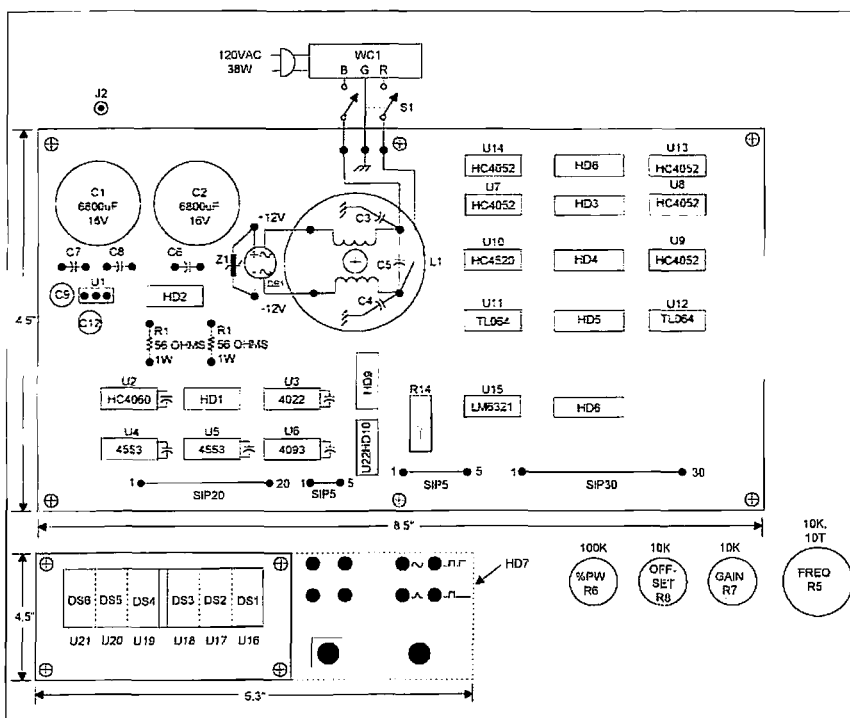 120VAC
38W
WC1
B G R
S1
J2
C1
6800uF
16V
C2
6800uF
16V
C7
C8
C6
C9
U1
C12
HD2
Z1
-12V
DB1
-12V
C3
C5
C4
L1
R1
56 OHMS
1W
R1
56 OHMS
1W
U14
HC4052
HD6
U13
HC4052
U7
HC4052
HD3
U8
HC4052
U10
HC4520
HD4
U9
HC4052
U11
TL064
HD5
U12
TL064
U2
HC4060
HD1
U3
4022
HD9
R14
U15
LM6321
HD6
U4
4553
U5
4553
U6
4093
U22HD10
1 SIP20 20
1 SIP5 5
1 SIP5 5
1 SIP30 30
4.5"
8.5"
DS6 DS5 DS4 DS3 DS2 DS1
U21 U20 U19 U18 U17 U16
HD7
4.5"
5.3"
100K
%PW
R6
10K
OFF-
SET
R8
10K
GAIN
R7
10K,
10T
FREQ
R5